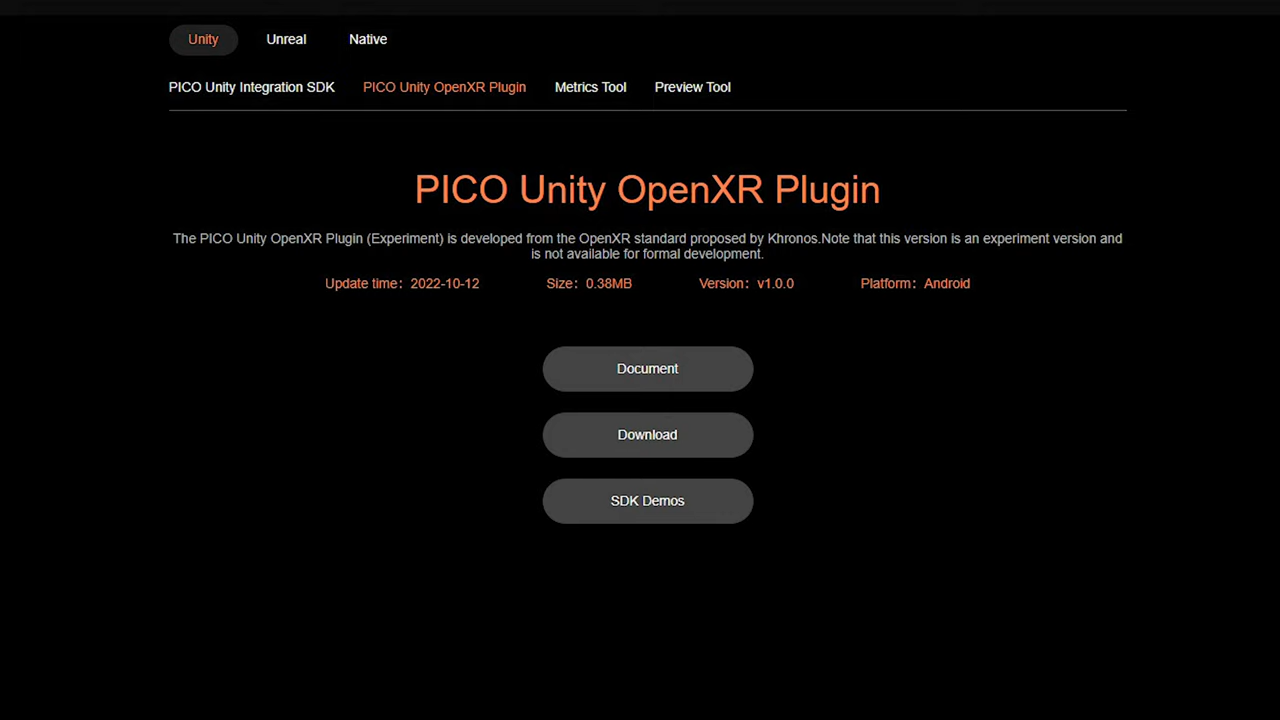 Unity Unreal Native
PICO Unity Integration SDK PICO Unity OpenXR Plugin Metrics Tool Preview Tool
PICO Unity OpenXR Plugin
The PICO Unity OpenXR Plugin (Experiment) is developed from the OpenXR standard proposed by Khronos.Note that this version is an experiment version and
is not available for formal development.
Update time：2022-10-12 Size：0.38MB Version：v1.0.0 Platform：Android
Document
Download
SDK Demos